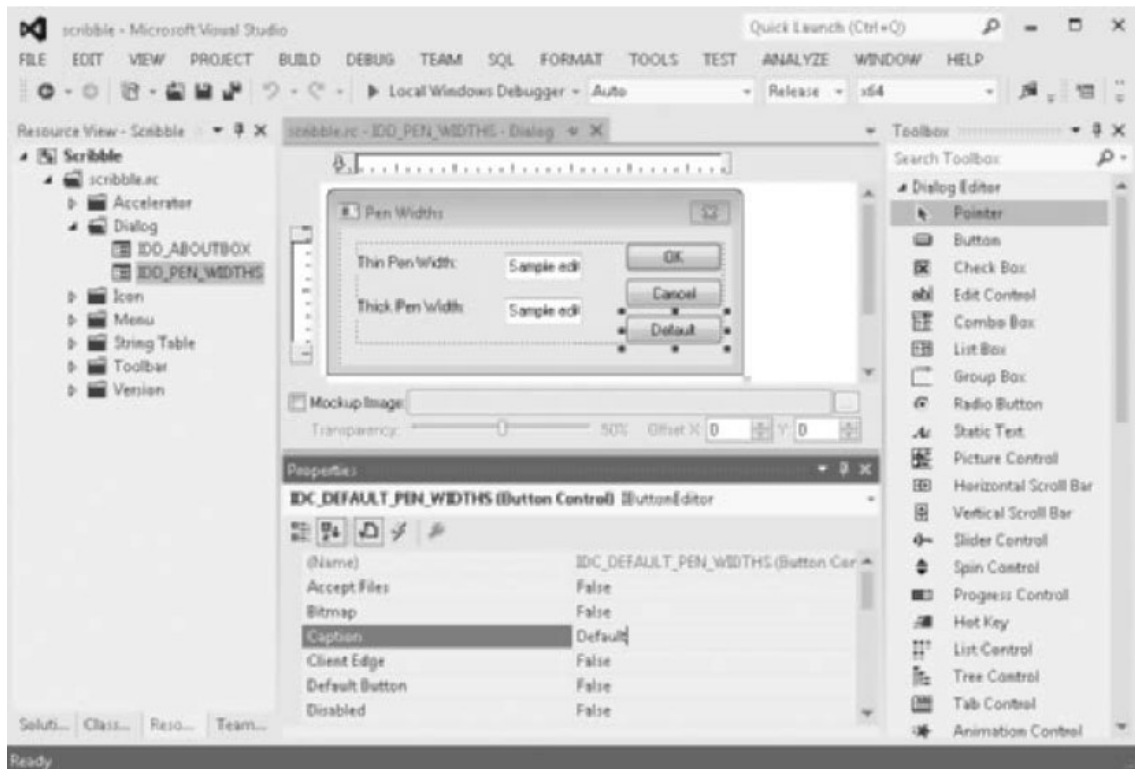 scribble - Microsoft Visual Studio
Quick Launch (Ctrl+Q)
FILE EDIT VIEW PROJECT BUILD DEBUG TEAM SQL FORMAT TOOLS TEST ANALYZE WINDOW HELP
Local Windows Debugger Auto Release x64
Resource View - Scribble
Scribble
scribble.rc
Accelerator
Dialog
IDD_ABOUTBOX
IDD_PEN_WIDTHS
Icon
Menu
String Table
Toolbar
Version
Soluti... Class... Reso... Team...
scribble.rc - IDD_PEN_WIDTHS - Dialog
Pen Widths
Thin Pen Width: Sample edit
OK
Cancel
Thick Pen Width: Sample edit
Default
Mockup Image:
Transparency: 50% Offset X: 0 Y: 0
Properties
IDC_DEFAULT_PEN_WIDTHS (Button Control) IButtonEditor
(Name) IDC_DEFAULT_PEN_WIDTHS (Button Cor
Accept Files False
Bitmap False
Caption Default
Client Edge False
Default Button False
Disabled False
Toolbox
Search Toolbox
Dialog Editor
Pointer
Button
Check Box
Edit Control
Combo Box
List Box
Group Box
Radio Button
Static Text
Picture Control
Horizontal Scroll Bar
Vertical Scroll Bar
Slider Control
Spin Control
Progress Control
Hot Key
List Control
Tree Control
Tab Control
Animation Control
Ready